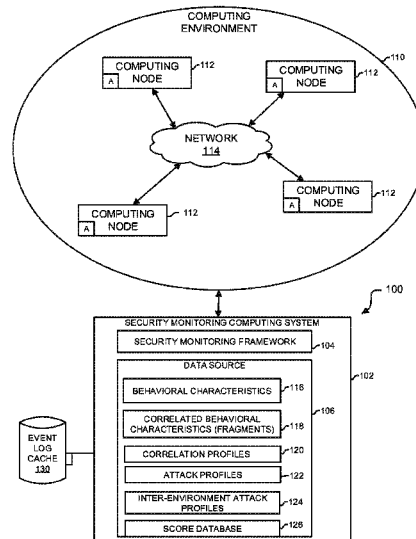 COMPUTING
ENVIRONMENT
110
COMPUTING
NODE
A
112
COMPUTING
NODE
A
112
NETWORK
114
COMPUTING
NODE
A
112
COMPUTING
NODE
A
112
100
SECURITY MONITORING COMPUTING SYSTEM
SECURITY MONITORING FRAMEWORK
104
102
DATA SOURCE
106
BEHAVIORAL CHARACTERISTICS
116
CORRELATED BEHAVIORAL
CHARACTERISTICS (FRAGMENTS)
118
CORRELATION PROFILES
120
ATTACK PROFILES
122
INTER-ENVIRONMENT ATTACK
PROFILES
124
SCORE DATABASE
126
EVENT
LOG
CACHE
130